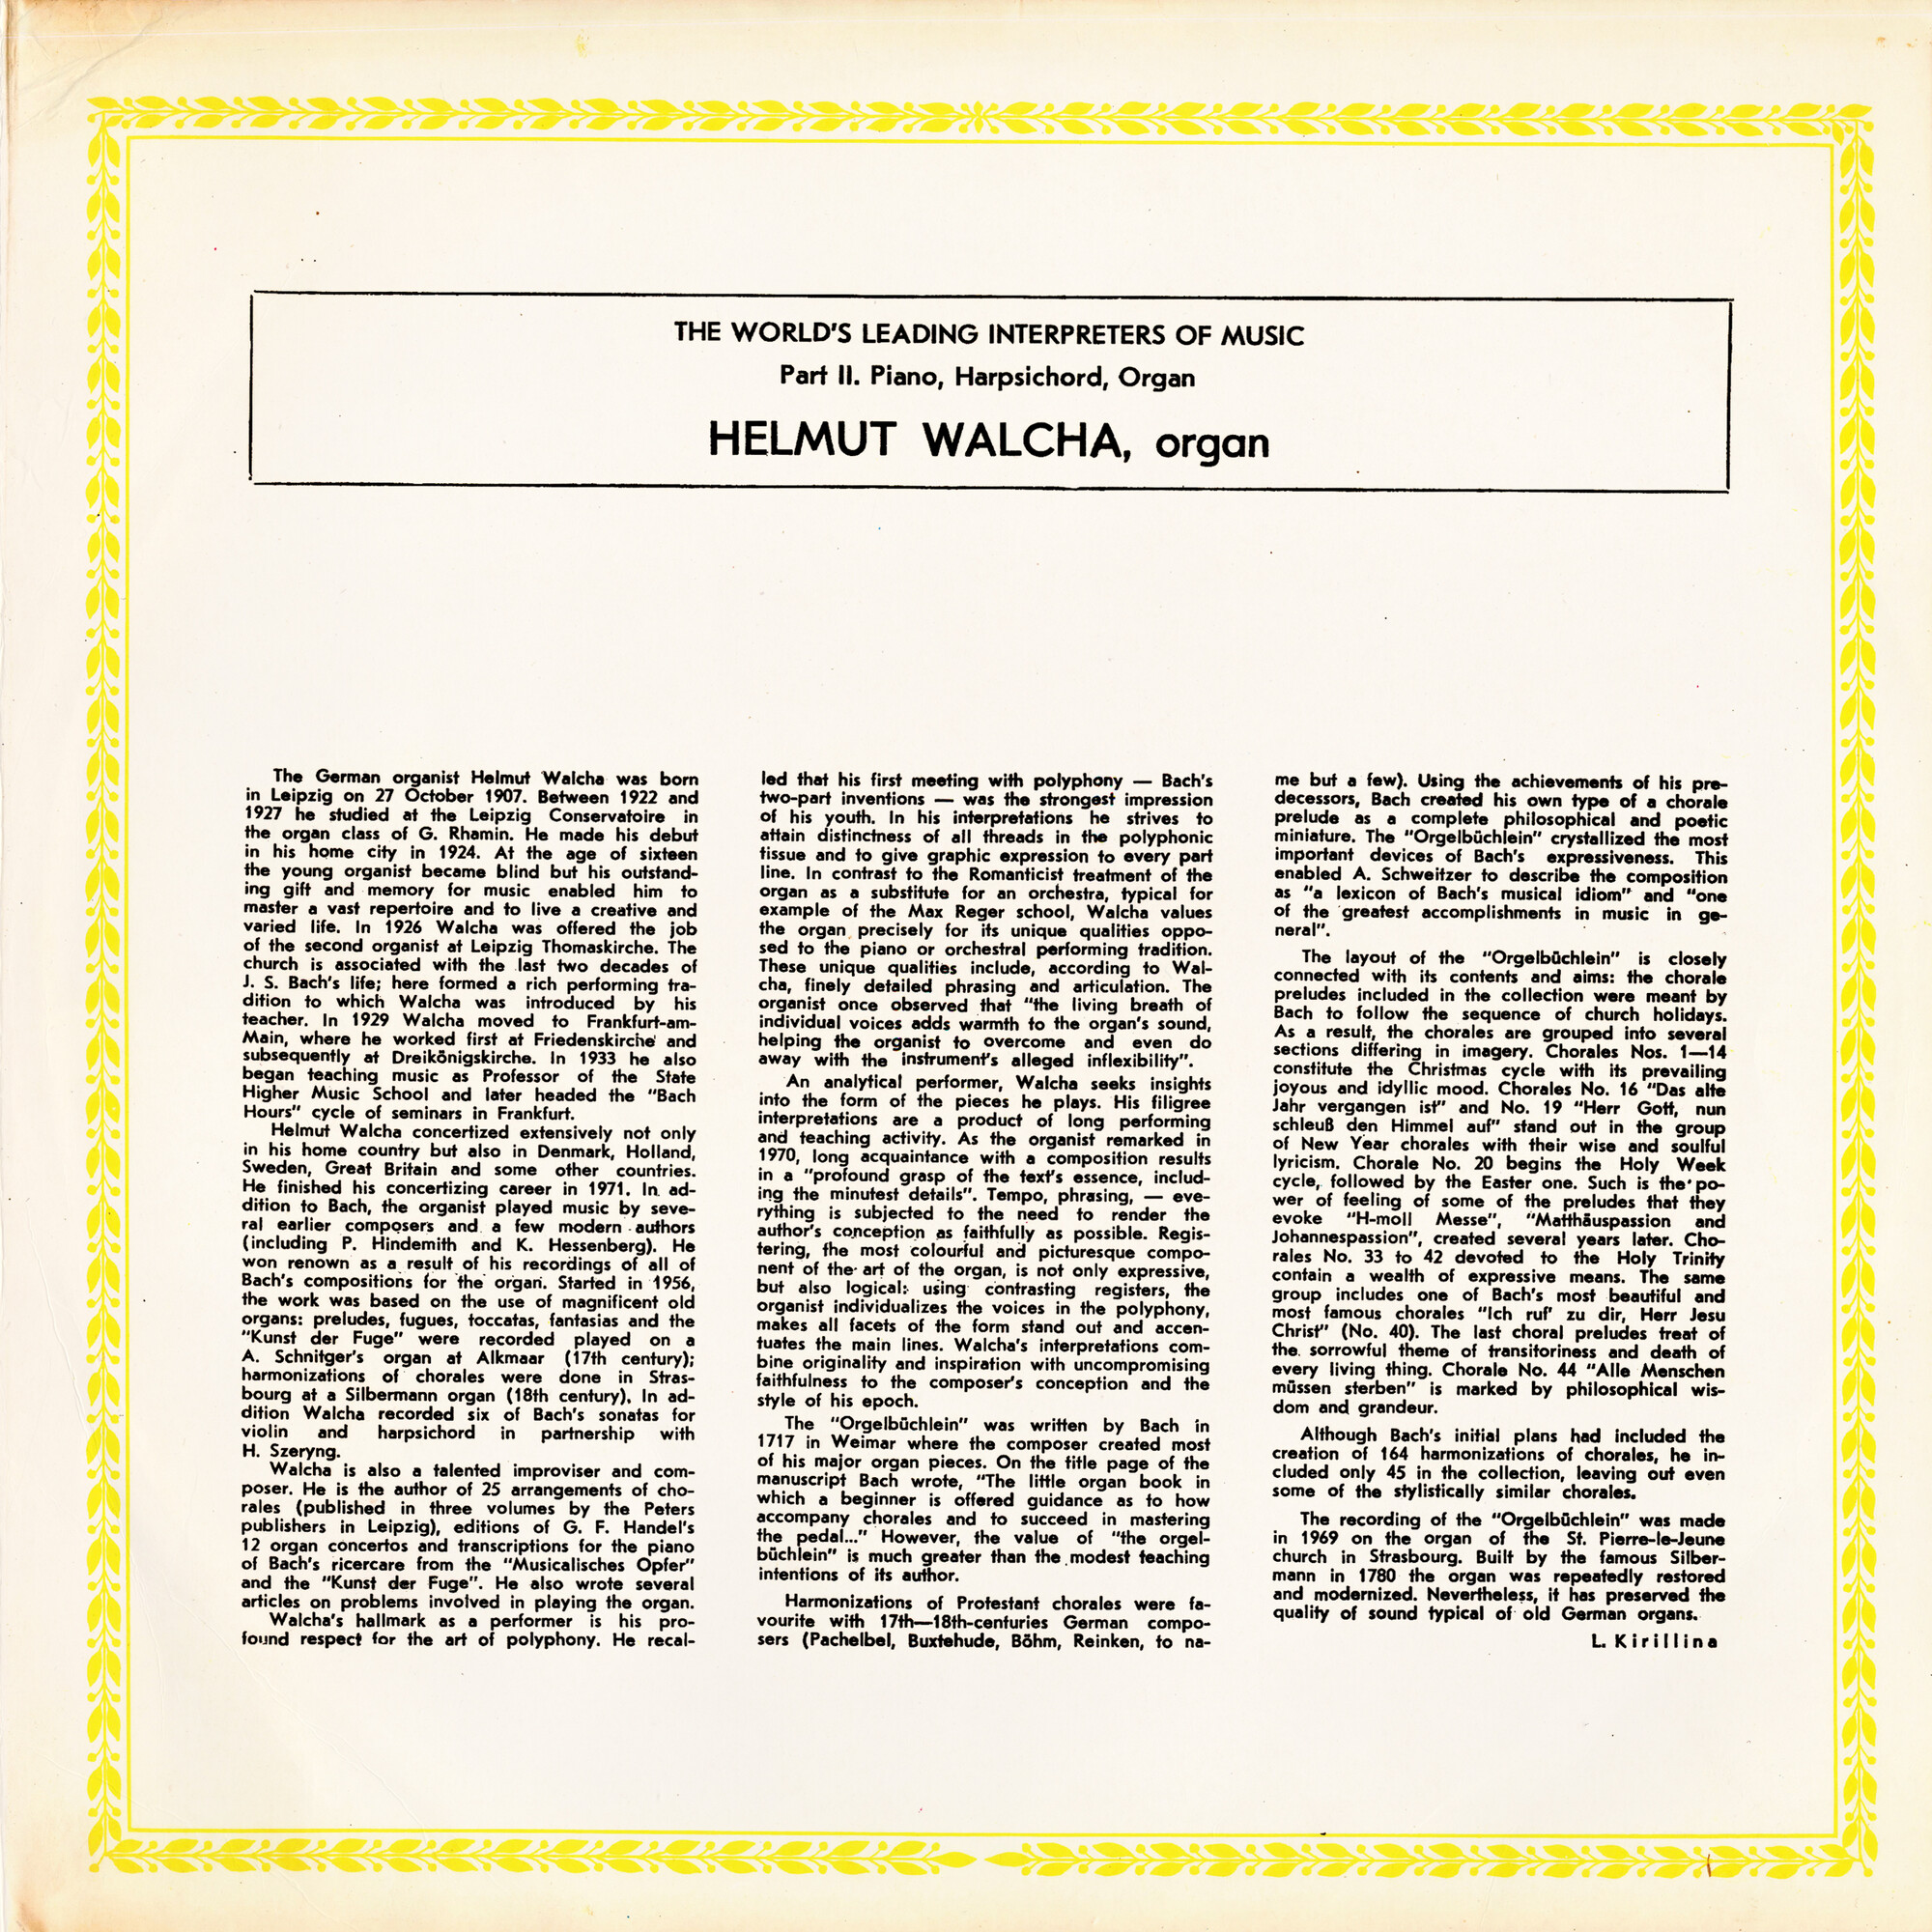 THE WORLD'S LEADING INTERPRETERS OF MUSIC
Part II. Piano, Harpsichord, Organ
HELMUT WALCHA, organ
The German organist Helmut Walcha was born
in Leipzig on 27 October 1907. Between 1922 and
1927 he studied at the Leipzig Conservatoire in
the organ class of G. Rhamin. He made his debut
in his home city in 1924. At the age of sixteen
the young organist became blind but his outstand-
ing gift and memory for music enabled him to
master a vast repertoire and to live a creative and
varied life. In 1926 Walcha was offered the job
of the second organist at Leipzig Thomaskirche. The
church is associated with the last two decades of
J. S. Bach's life; here formed a rich performing tra-
dition to which Walcha was introduced by his
teacher. In 1929 Walcha moved to Frankfurt-am-
Main, where he worked first at Friedenskirche and
subsequently at Dreikönigskirche. In 1933 he also
began teaching music as Professor of the State
Higher Music School and later headed the "Bach
Hours" cycle of seminars in Frankfurt.
Helmut Walcha concertized extensively not only
in his home country but also in Denmark, Holland,
Sweden, Great Britain and some other countries.
He finished his concertizing career in 1971. In ad-
dition to Bach, the organist played music by seve-
ral earlier composers and a few modern authors
(including P. Hindemith and K. Hessenberg). He
won renown as a result of his recordings of all of
Bach's compositions for the organ. Started in 1956,
the work was based on the use of magnificent old
organs: preludes, fugues, toccatas, fantasias and the
"Kunst der Fuge" were recorded played on a
A. Schnitger's organ at Alkmaar (17th century);
harmonizations of chorales were done in Stras-
bourg at a Silbermann organ (18th century). In ad-
dition Walcha recorded six of Bach's sonatas for
violin and harpsichord in partnership with
H. Szeryng.
Walcha is also a talented improviser and com-
poser. He is the author of 25 arrangements of cho-
rales (published in three volumes by the Peters
publishers in Leipzig), editions of G. F. Handel's
12 organ concertos and transcriptions for the piano
of Bach's ricercare from the "Musicalisches Opfer"
and the "Kunst der Fuge". He also wrote several
articles on problems involved in playing the organ.
Walcha's hallmark as a performer is his pro-
found respect for the art of polyphony. He recal-
led that his first meeting with polyphony — Bach's
two-part inventions — was the strongest impression
of his youth. In his interpretations he strives to
attain distinctness of all threads in the polyphonic
tissue and to give graphic expression to every part
line. In contrast to the Romanticist treatment of the
organ as a substitute for an orchestra, typical for
example of the Max Reger school, Walcha values
the organ precisely for its unique qualities oppo-
sed to the piano or orchestral performing tradition.
These unique qualities include, according to Wal-
cha, finely detailed phrasing and articulation. The
organist once observed that "the living breath of
individual voices adds warmth to the organ's sound,
helping the organist to overcome and even do
away with the instrument's alleged inflexibility".
An analytical performer, Walcha seeks insights
into the form of the pieces he plays. His filigree
interpretations are a product of long performing
and teaching activity. As the organist remarked in
1970, long acquaintance with a composition results
in a "profound grasp of the text's essence, includ-
ing the minutest details". Tempo, phrasing, — eve-
rything is subjected to the need to render the
author's conception as faithfully as possible. Regis-
tering, the most colourful and picturesque compo-
nent of the art of the organ, is not only expressive,
but also logical: using contrasting registers, the
organist individualizes the voices in the polyphony,
makes all facets of the form stand out and accen-
tuates the main lines. Walcha's interpretations com-
bine originality and inspiration with uncompromising
faithfulness to the composer's conception and the
style of his epoch.
The "Orgelbüchlein" was written by Bach in
1717 in Weimar where the composer created most
of his major organ pieces. On the title page of the
manuscript Bach wrote, "The little organ book in
which a beginner is offered guidance as to how
accompany chorales and to succeed in mastering
the pedal..." However, the value of "the orgel-
büchlein" is much greater than the modest teaching
intentions of its author.
Harmonizations of Protestant chorales were fa-
vourite with 17th—18th-centuries German compo-
sers (Pachelbel, Buxtehude, Böhm, Reinken, to na-
me but a few). Using the achievements of his pre-
decessors, Bach created his own type of a chorale
prelude as a complete philosophical and poetic
miniature. The "Orgelbüchlein" crystallized the most
important devices of Bach's expressiveness. This
enabled A. Schweitzer to describe the composition
as "a lexicon of Bach's musical idiom" and "one
of the greatest accomplishments in music in ge-
neral".
The layout of the "Orgelbüchlein" is closely
connected with its contents and aims: the chorale
preludes included in the collection were meant by
Bach to follow the sequence of church holidays.
As a result, the chorales are grouped into several
sections differing in imagery. Chorales Nos. 1—14
constitute the Christmas cycle with its prevailing
joyous and idyllic mood. Chorales No. 16 "Das alte
Jahr vergangen ist" and No. 19 "Herr Gott, nun
schleuß den Himmel auf" stand out in the group
of New Year chorales with their wise and soulful
lyricism. Chorale No. 20 begins the Holy Week
cycle, followed by the Easter one. Such is the po-
wer of feeling of some of the preludes that they
evoke "H-moll Messe", "Matthäuspassion and
Johannespassion", created several years later. Cho-
rales No. 33 to 42 devoted to the Holy Trinity
contain a wealth of expressive means. The same
group includes one of Bach's most beautiful and
most famous chorales "Ich ruf' zu dir, Herr Jesu
Christ" (No. 40). The last choral preludes treat of
the sorrowful theme of transitoriness and death of
every living thing. Chorale No. 44 "Alle Menschen
müssen sterben" is marked by philosophical wis-
dom and grandeur.
Although Bach's initial plans had included the
creation of 164 harmonizations of chorales, he in-
cluded only 45 in the collection, leaving out even
some of the stylistically similar chorales.
The recording of the "Orgelbüchlein" was made
in 1969 on the organ of the St. Pierre-le-Jeune
church in Strasbourg. Built by the famous Silber-
mann in 1780 the organ was repeatedly restored
and modernized. Nevertheless, it has preserved the
quality of sound typical of old German organs.
L. Kirillina